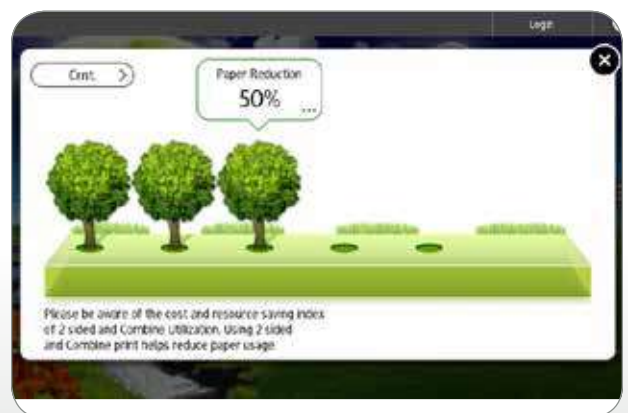 Login
Cent.
Paper Reduction
50%
...
Please be aware of the cost and resource saving index
of 2 sided and Combine Utilization. Using 2 sided
and Combine print helps reduce paper usage.